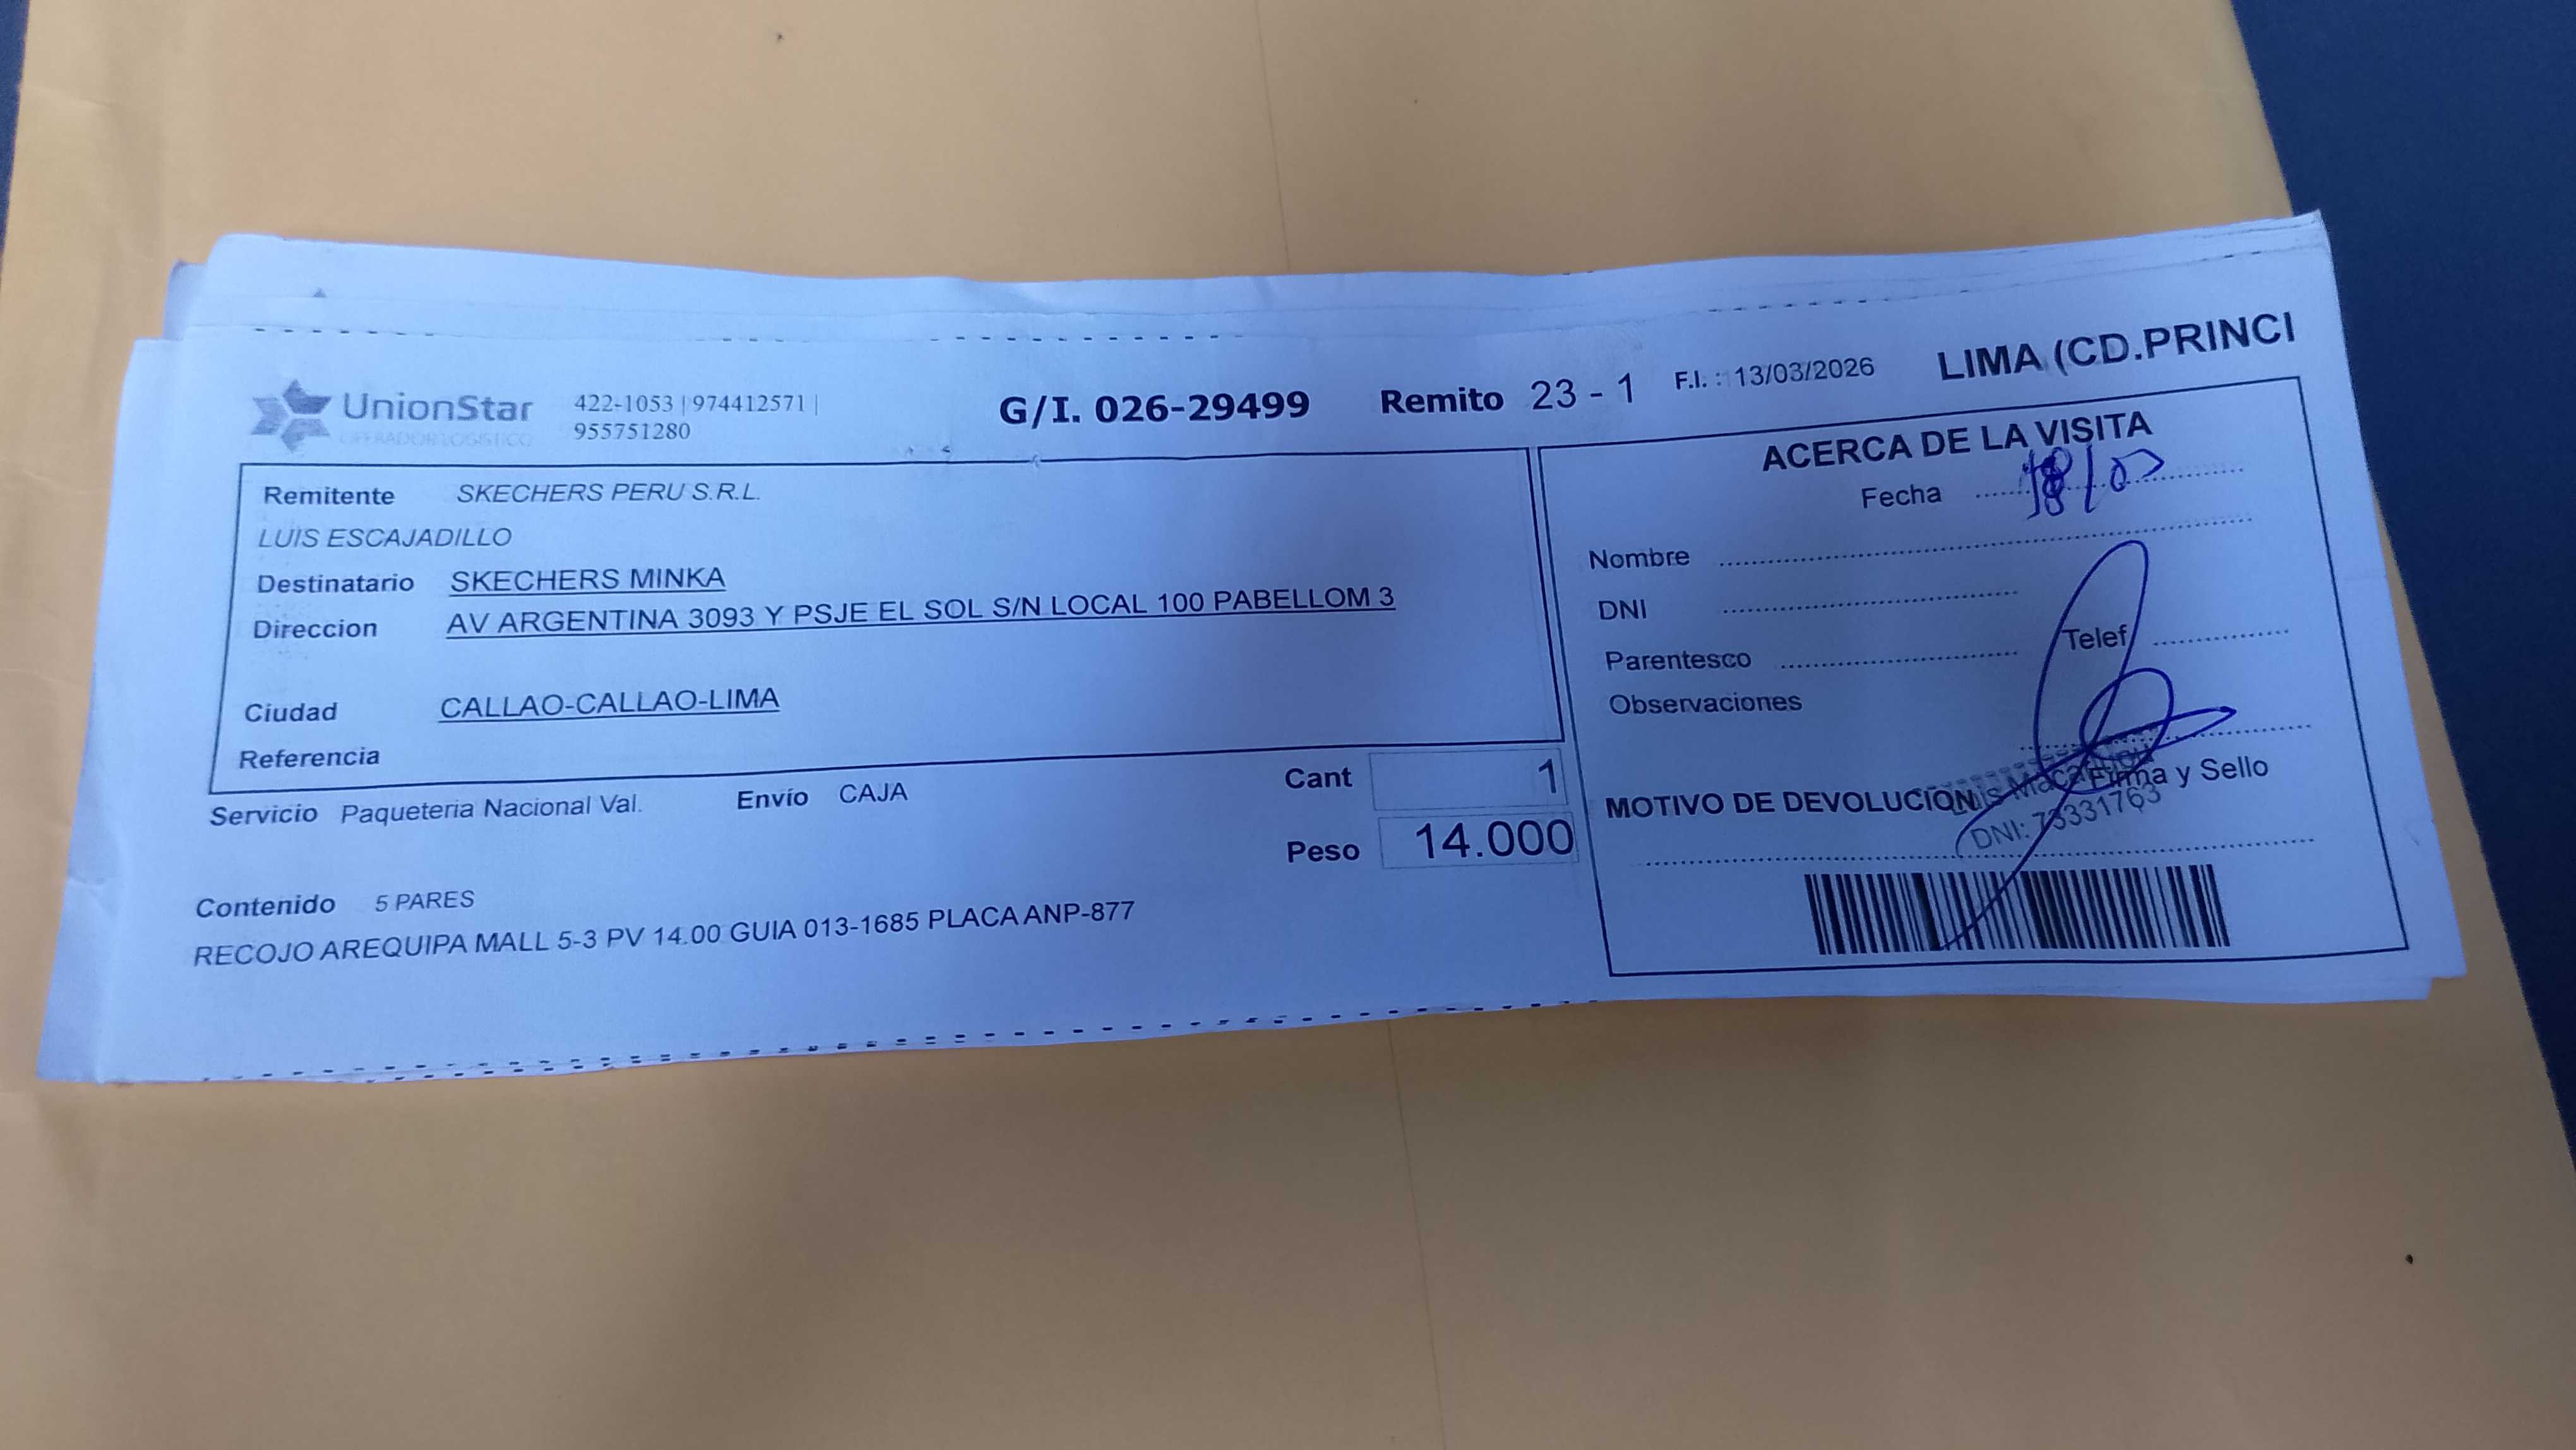 UnionStar
OPERADOR LOGISTICO
422-1053 | 974412571 |
955751280
G/I. 026-29499 Remito 23 - 1 F.I. : 13/03/2026 LIMA (CD.PRINCI
Remitente SKECHERS PERU S.R.L.
LUIS ESCAJADILLO
Destinatario SKECHERS MINKA
Direccion AV ARGENTINA 3093 Y PSJE EL SOL S/N LOCAL 100 PABELLOM 3
Ciudad CALLAO-CALLAO-LIMA
Referencia
Servicio Paqueteria Nacional Val. Envío CAJA
Cant 1
Peso 14.000
Contenido 5 PARES
RECOJO AREQUIPA MALL 5-3 PV 14.00 GUIA 013-1685 PLACA ANP-877
ACERCA DE LA VISITA
Fecha
Nombre
DNI
Parentesco Telef
Observaciones
Firma y Sello
MOTIVO DE DEVOLUCION
DNI: 73331763